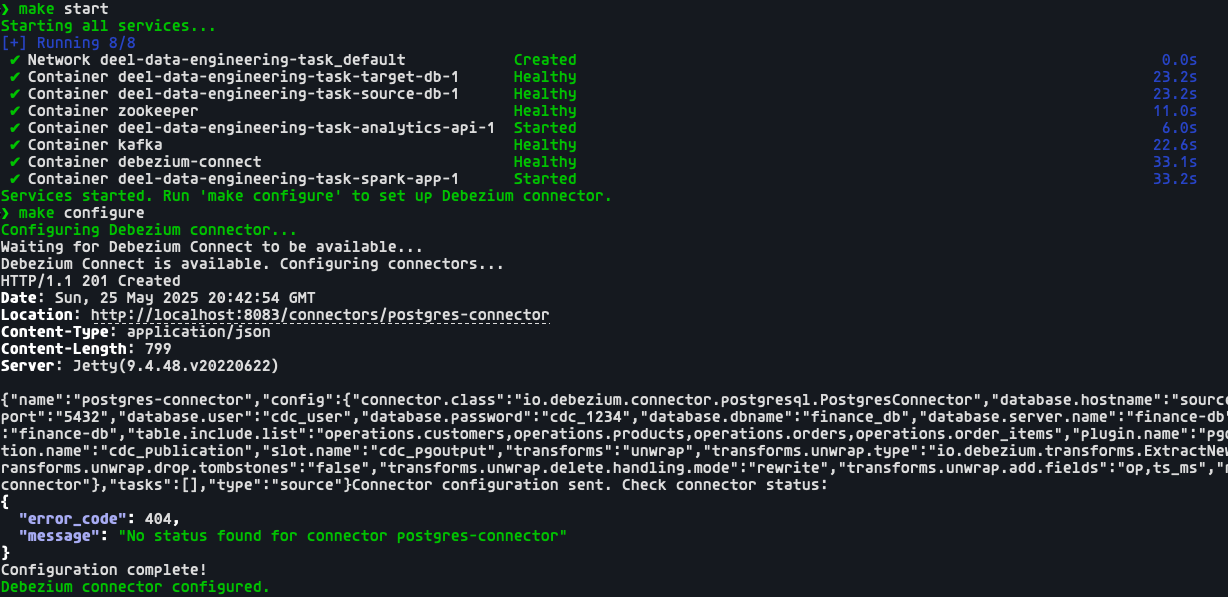 ❯ make start
Starting all services...
[+] Running 8/8
✔ Network deel-data-engineering-task_default Created 0.0s
✔ Container deel-data-engineering-task-target-db-1 Healthy 23.2s
✔ Container deel-data-engineering-task-source-db-1 Healthy 23.2s
✔ Container zookeeper Healthy 11.0s
✔ Container deel-data-engineering-task-analytics-api-1 Started 6.0s
✔ Container kafka Healthy 22.6s
✔ Container debezium-connect Healthy 33.1s
✔ Container deel-data-engineering-task-spark-app-1 Started 33.2s
Services started. Run 'make configure' to set up Debezium connector.
❯ make configure
Configuring Debezium connector...
Waiting for Debezium Connect to be available...
Debezium Connect is available. Configuring connectors...
HTTP/1.1 201 Created
Date: Sun, 25 May 2025 20:42:54 GMT
Location: http://localhost:8083/connectors/postgres-connector
Content-Type: application/json
Content-Length: 799
Server: Jetty(9.4.48.v20220622)
{"name":"postgres-connector","config":{"connector.class":"io.debezium.connector.postgresql.PostgresConnector","database.hostname":"source
port":"5432","database.user":"cdc_user","database.password":"cdc_1234","database.dbname":"finance_db","database.server.name":"finance-db"
:"finance-db","table.include.list":"operations.customers,operations.products,operations.orders,operations.order_items","plugin.name":"pgo
tion.name":"cdc_publication","slot.name":"cdc_pgoutput","transforms":"unwrap","transforms.unwrap.type":"io.debezium.transforms.ExtractNew
ransforms.unwrap.drop.tombstones":"false","transforms.unwrap.delete.handling.mode":"rewrite","transforms.unwrap.add.fields":"op,ts_ms","n
connector"},"tasks":[],"type":"source"}Connector configuration sent. Check connector status:
{
"error_code": 404,
"message": "No status found for connector postgres-connector"
}
Configuration complete!
Debezium connector configured.